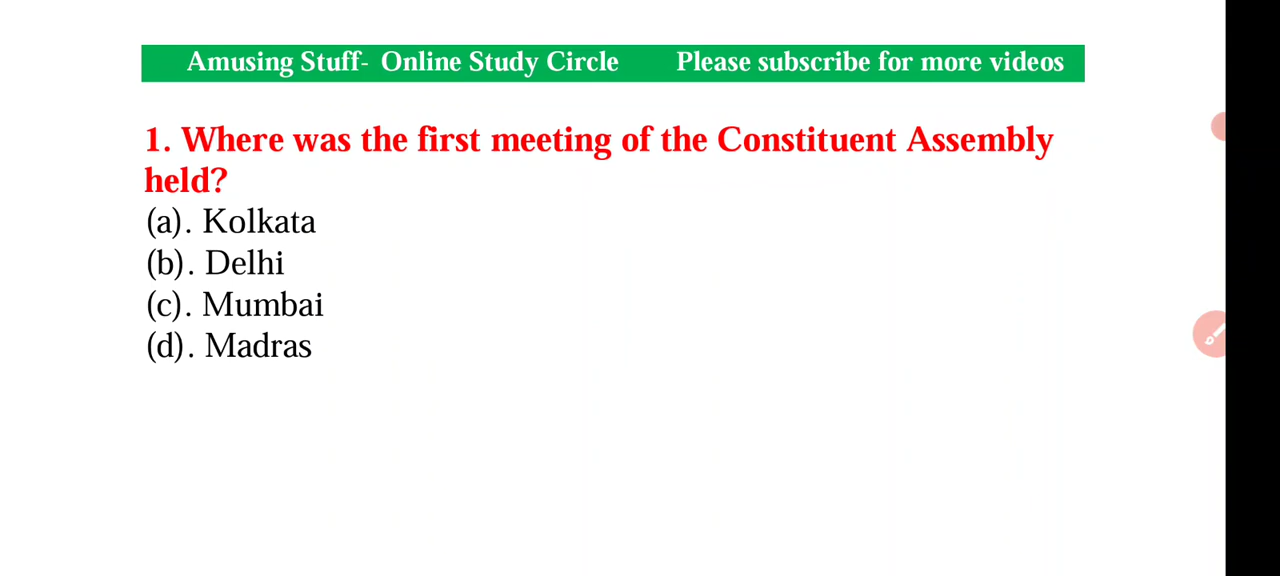 Amusing Stuff- Online Study Circle Please subscribe for more videos
1. Where was the first meeting of the Constituent Assembly
held?
(a). Kolkata
(b). Delhi
(c). Mumbai
(d). Madras